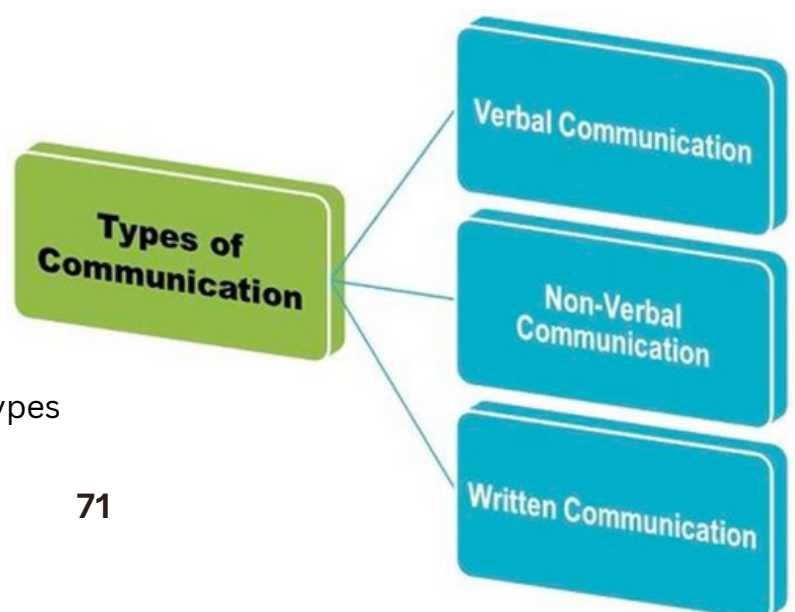 Verbal Communication
Types of
Communication
Non-Verbal
Communication
ypes
71
Written Communication